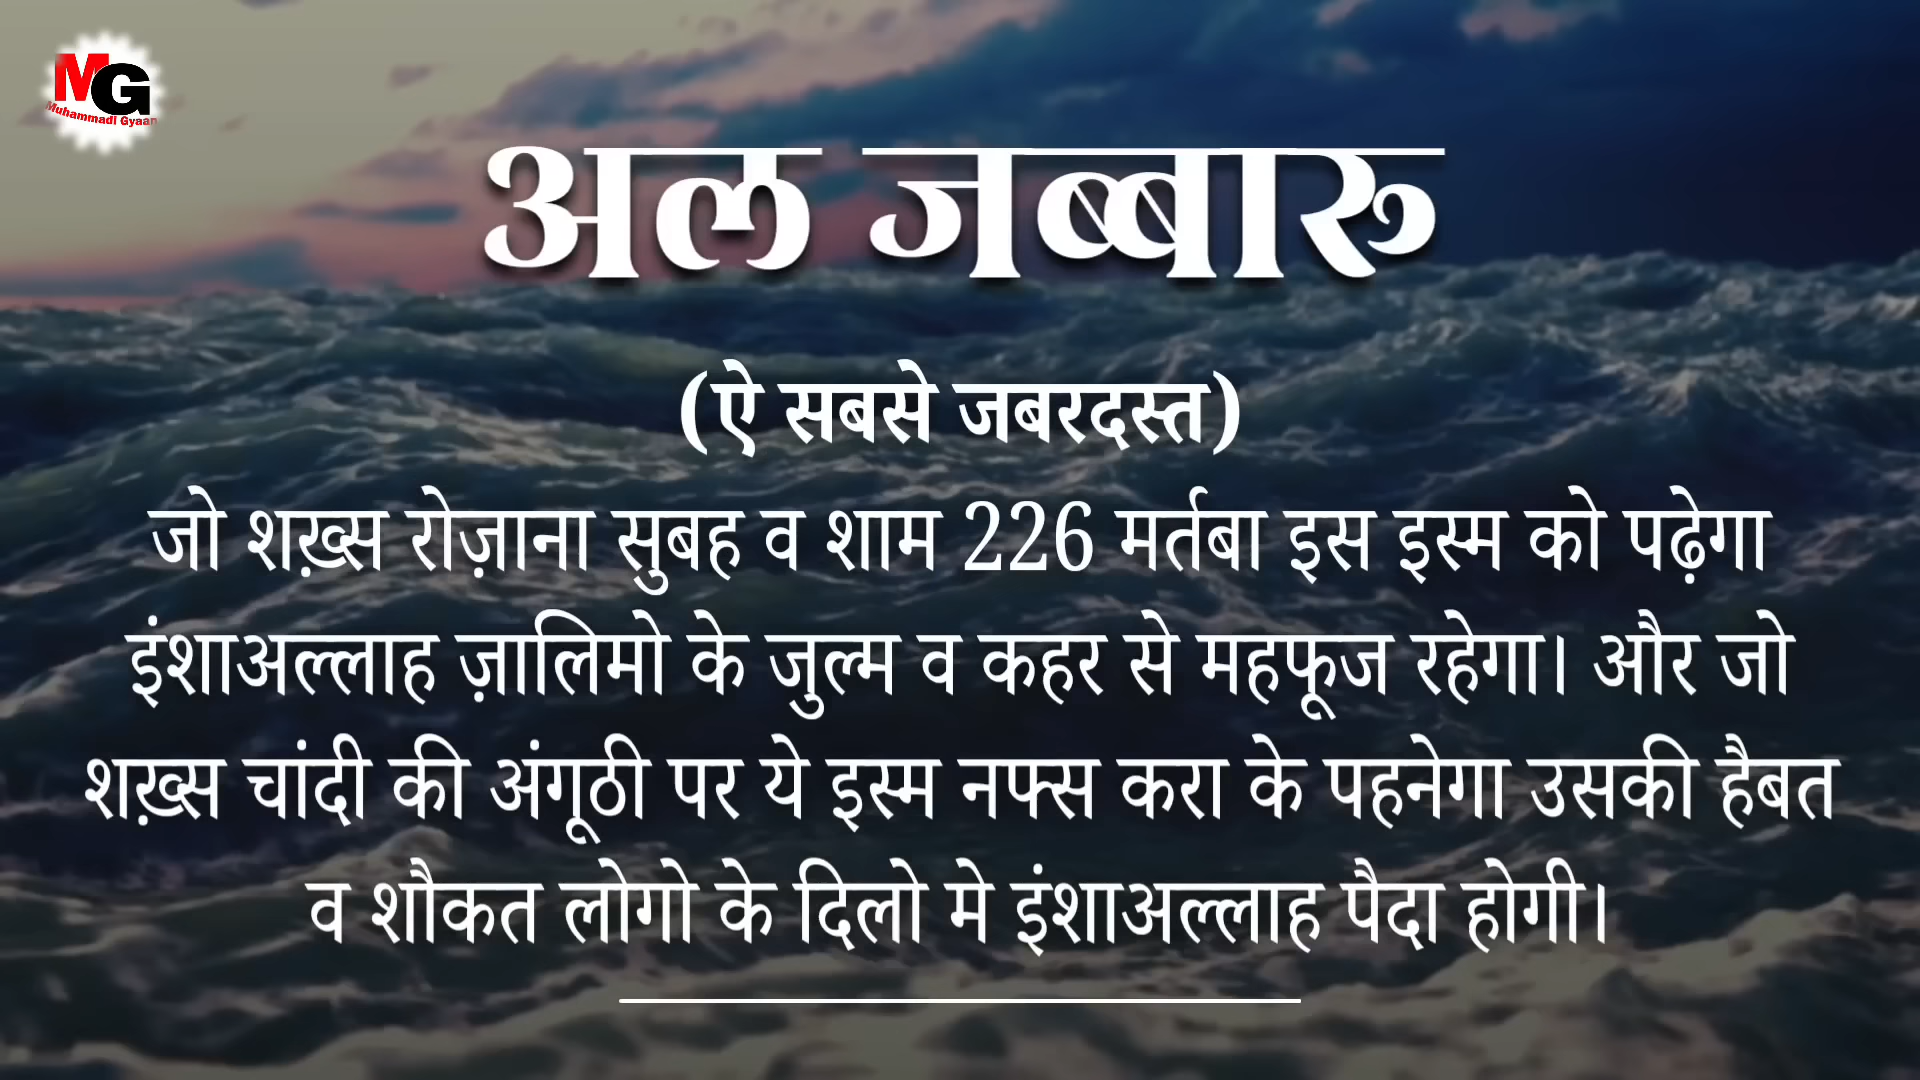 MG
Muhammadi Gyaan
अल जब्बारू
(ऐ सबसे जबरदस्त)
जो शख़्स रोज़ाना सुबह व शाम 226 मर्तबा इस इस्म को पढ़ेगा
इंशाअल्लाह ज़ालिमो के जुल्म व कहर से महफूज रहेगा। और जो
शख़्स चांदी की अंगूठी पर ये इस्म नफ्स करा के पहनेगा उसकी हैबत
व शौकत लोगो के दिलो मे इंशाअल्लाह पैदा होगी।